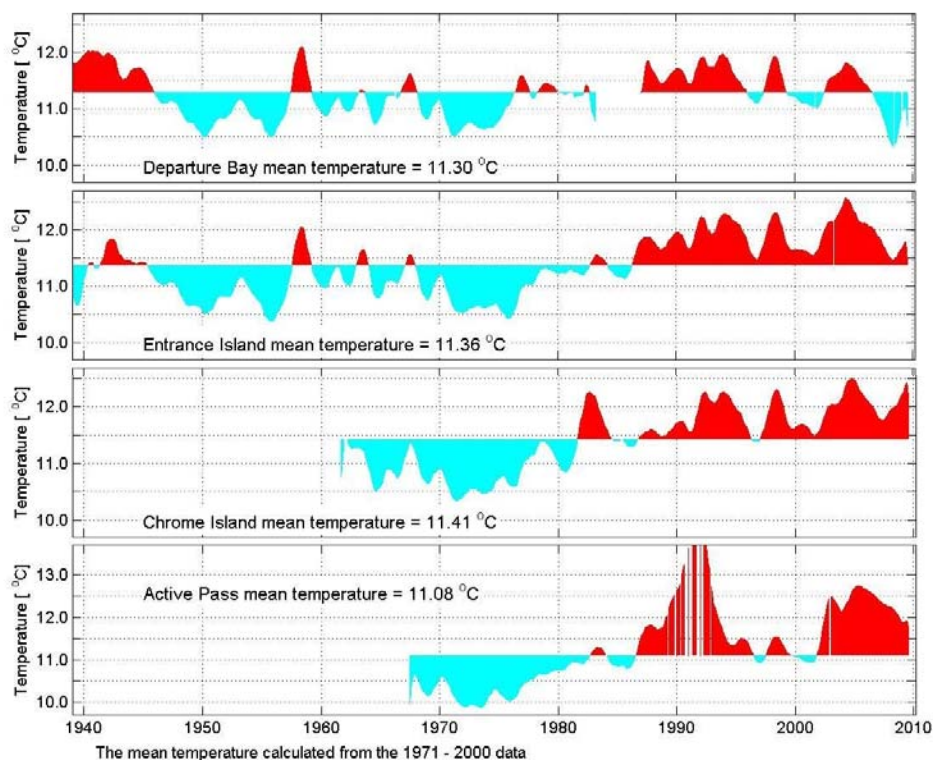 Temperature [ °C]
12.0
11.0
10.0
Departure Bay mean temperature = 11.30 °C
Temperature [ °C]
12.0
11.0
10.0
Entrance Island mean temperature = 11.36 °C
Temperature [ °C]
12.0
11.0
10.0
Chrome Island mean temperature = 11.41 °C
Temperature [ °C]
13.0
11.0
10.0
Active Pass mean temperature = 11.08 °C
1940 1950 1960 1970 1980 1990 2000 2010
The mean temperature calculated from the 1971 - 2000 data